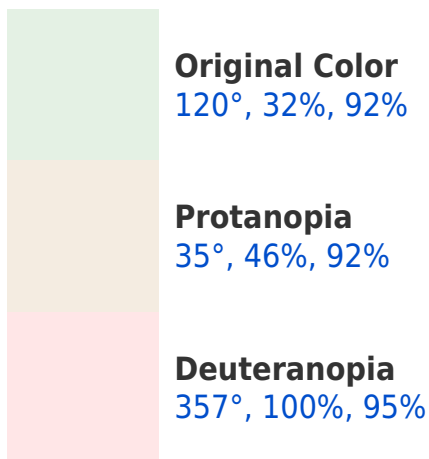 Original Color
120°, 32%, 92%
Protanopia
35°, 46%, 92%
Deuteranopia
357°, 100%, 95%